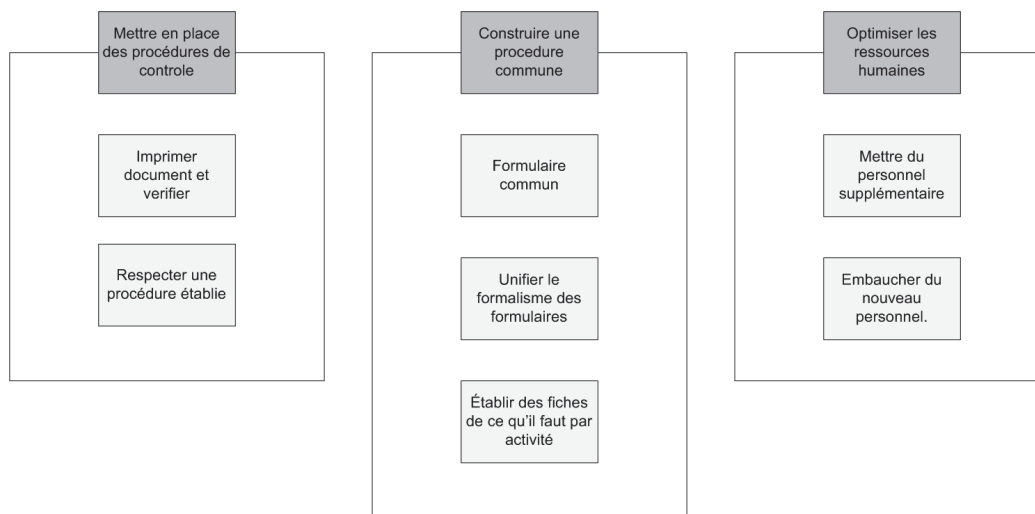 Mettre en place
des procédures de
controle
Imprimer
document et
verifier
Respecter une
procédure établie
Construire une
procedure
commune
Formulaire
commun
Unifier le
formalisme des
formulaires
Établir des fiches
de ce qu'il faut par
activité
Optimiser les
ressources
humaines
Mettre du
personnel
supplémentaire
Embaucher du
nouveau
personnel.